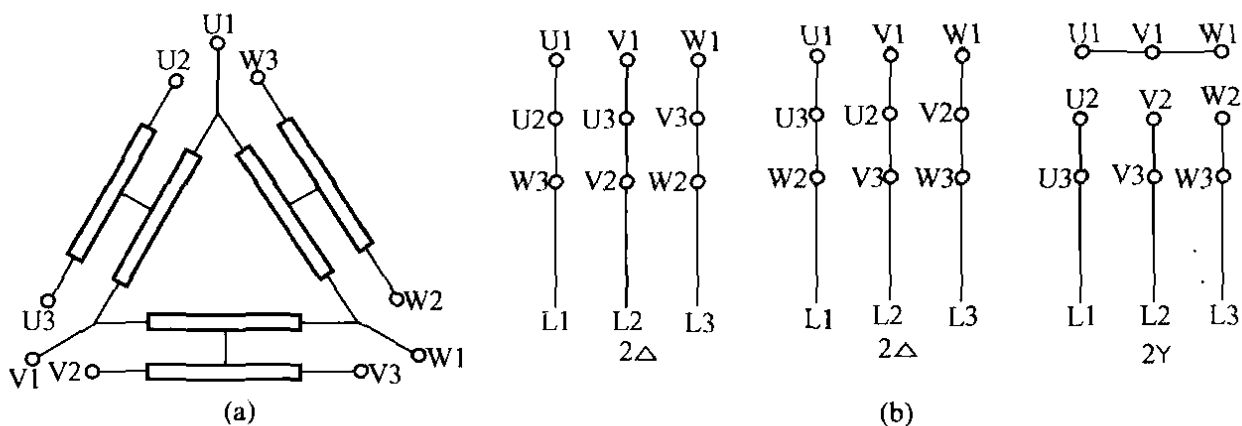 U1
U2 W3
U3 W2
V1 V2 V3 W1
(a)
U1 V1 W1
U2 U3 V3
W3 V2 W2
L1 L2 L3
2△
U1 V1 W1
U3 U2 V2
W2 V3 W3
L1 L2 L3
2△
U1 V1 W1
U2 V2 W2
U3 V3 W3
L1 L2 L3
2Y
(b)